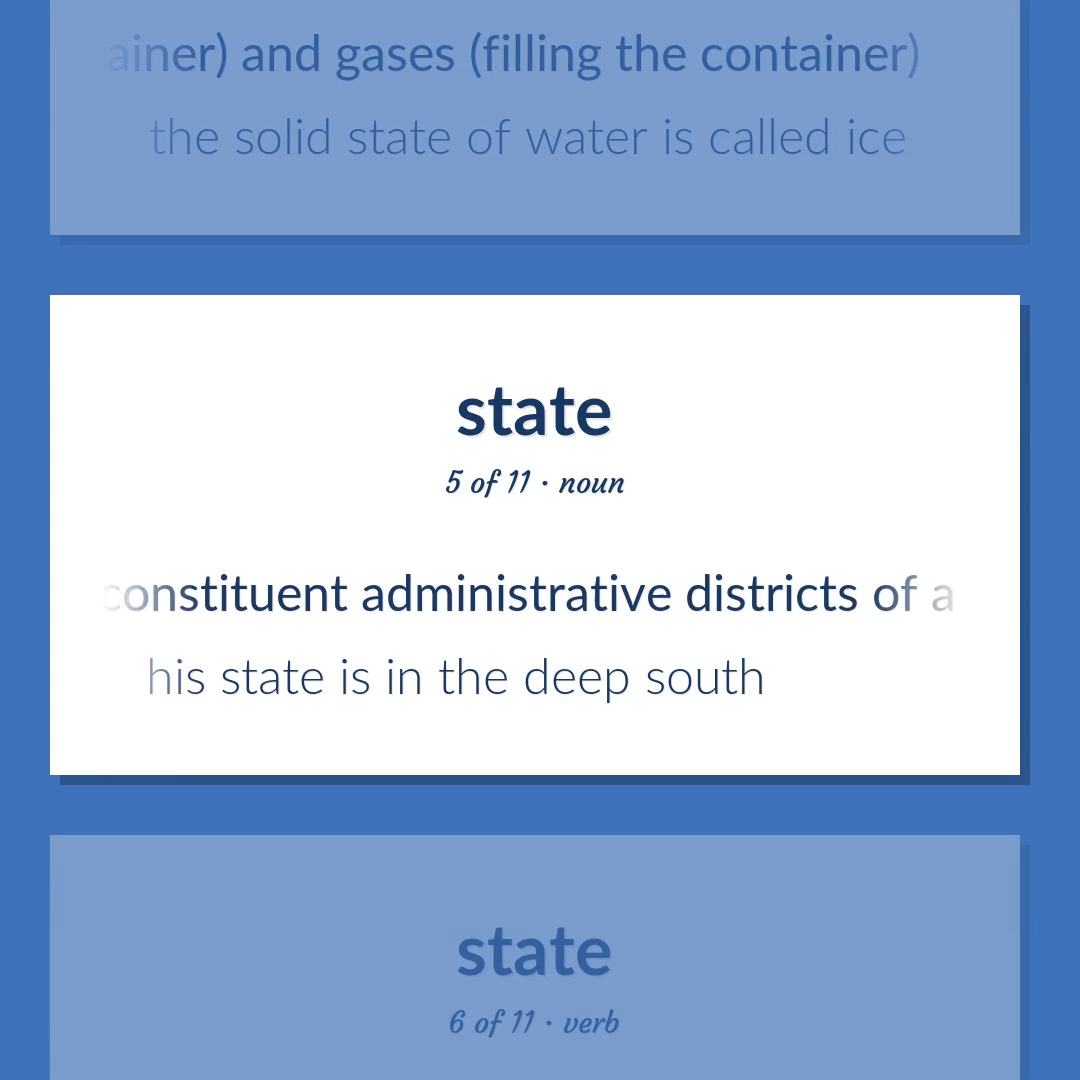 ainer) and gases (filling the container)
the solid state of water is called ice
state
5 of 11 · noun
constituent administrative districts of a
his state is in the deep south
state
6 of 11 · verb